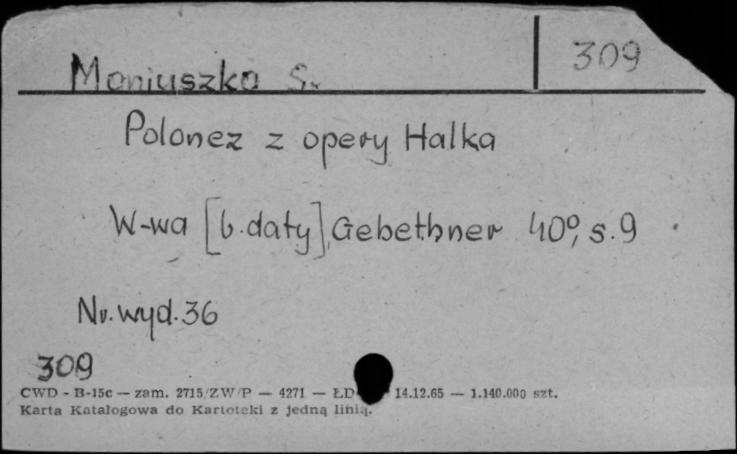 Moniuszko S. 309
Polonez z opery Halka
W-wa [b.daty], Gebethner 40°, s.9
Nr. wyd. 36
309
CWD - B-15c — zam. 2715/ZW/P — 4271 — ŁD 14.12.65 — 1.140.000 szt.
Karta Katalogowa do Kartoteki z jedną linią.